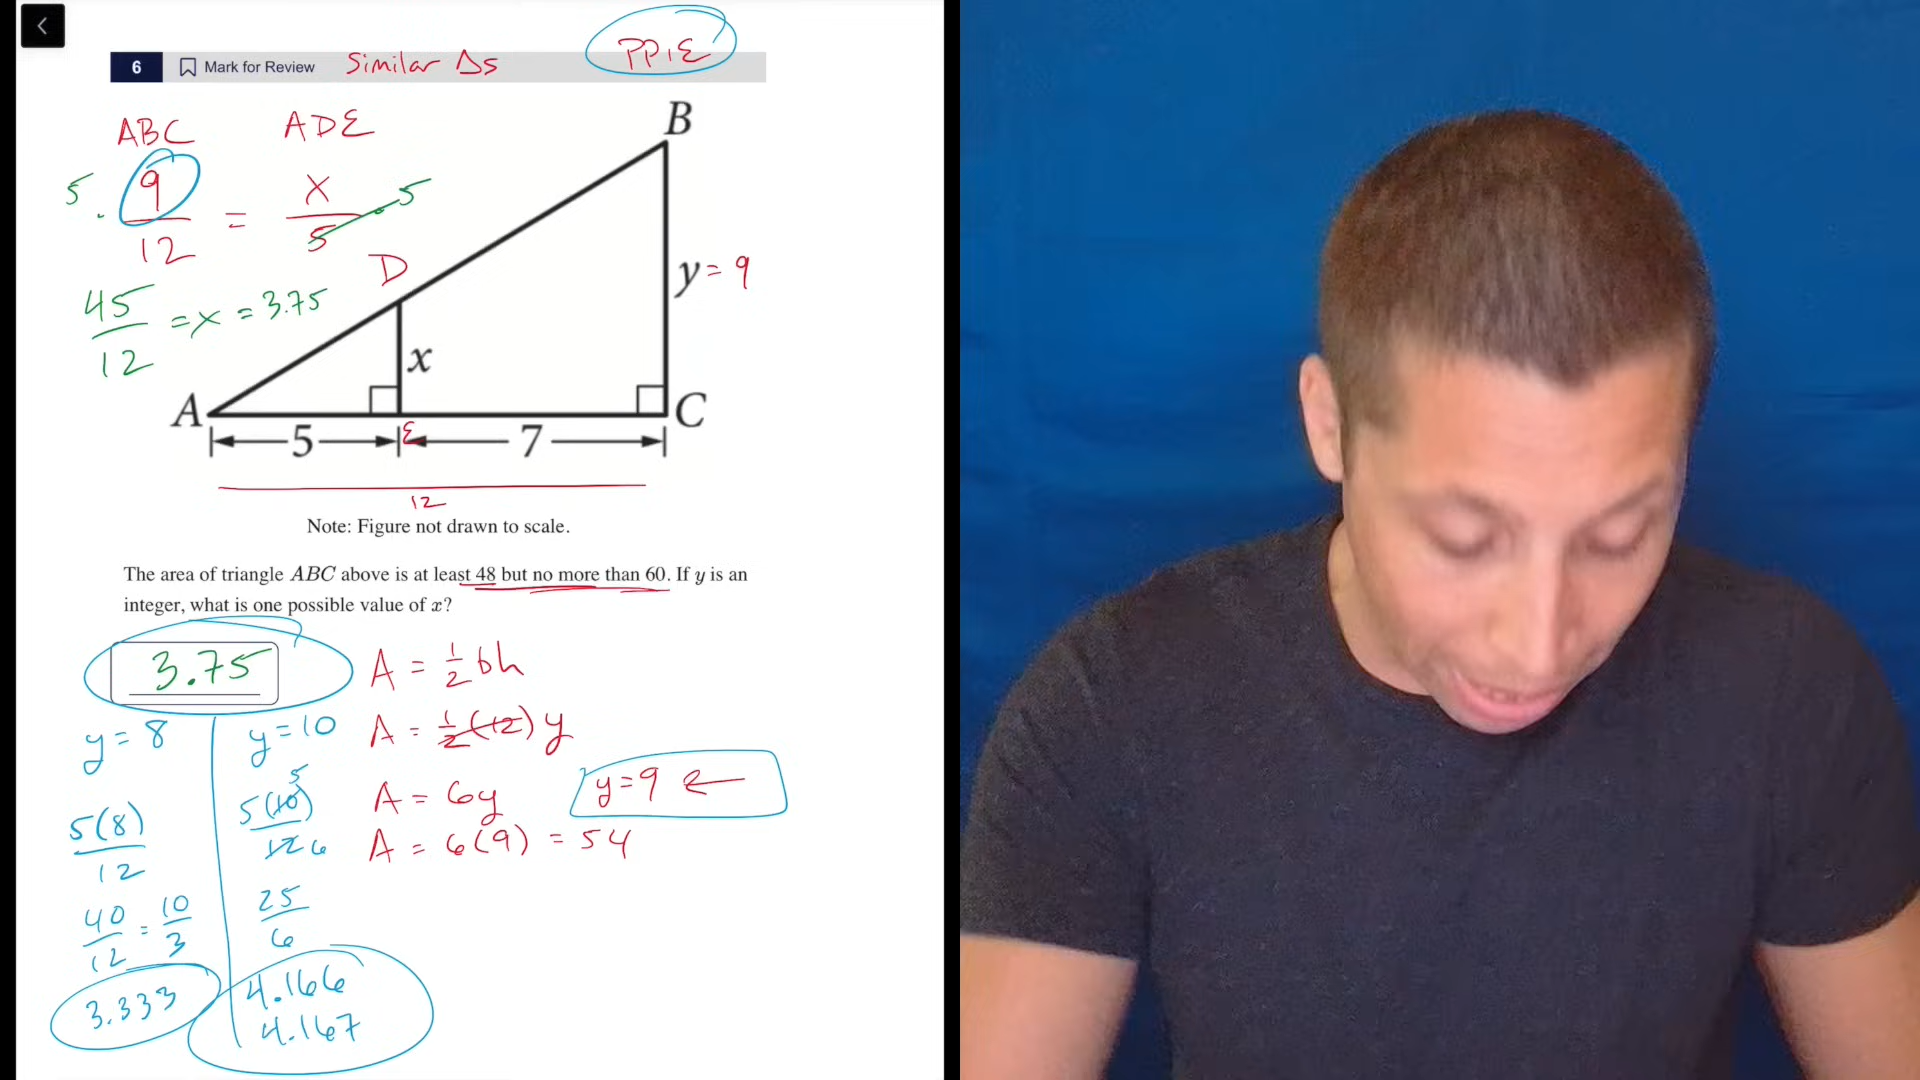 6 Mark for Review Similar Δs PPIE
ABC ADE
B
5 . 9/12 = x/5 . 5
D
y = 9
45/12 = x = 3.75
x
A C
5 E 7
12
Note: Figure not drawn to scale.
The area of triangle ABC above is at least 48 but no more than 60. If y is an
integer, what is one possible value of x?
3.75
A = 1/2 bh
y = 8
y = 10
A = 1/2 (12) y
y = 9 ←
A = 6y
A = 6(9) = 54
5(8)/12
40/12 = 10/3
3.333
5
5(10)/12 6
25/6
4.166
4.167